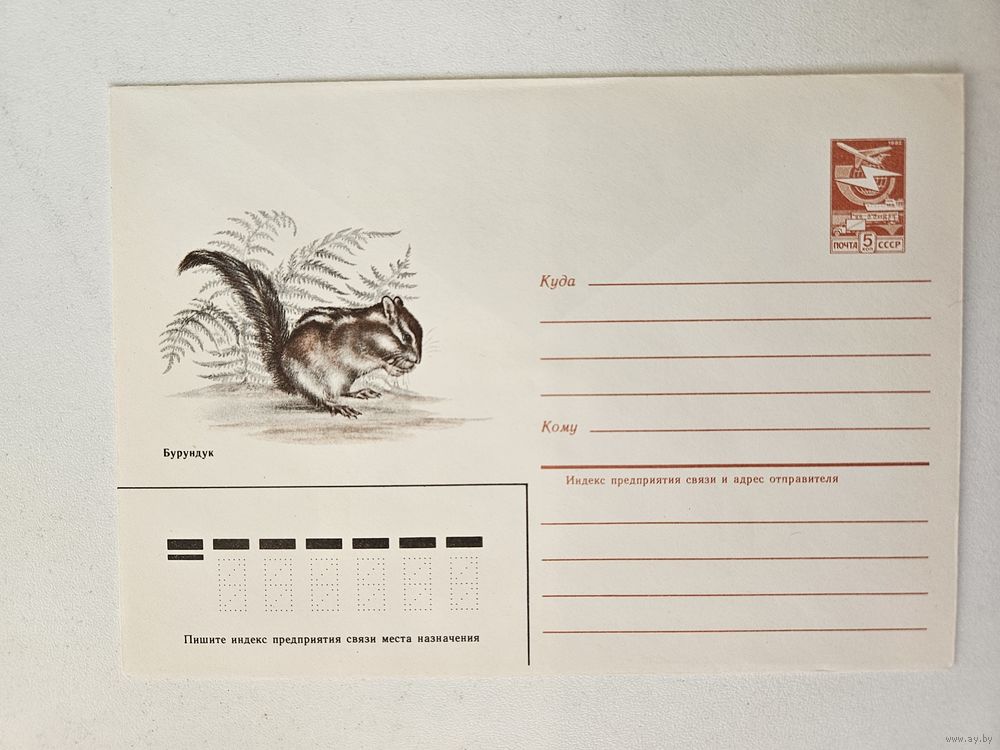 1982
ПОЧТА 5 КОП СССР
Куда
Кому
Бурундук
Индекс предприятия связи и адрес отправителя
Пишите индекс предприятия связи места назначения
www.ay.by